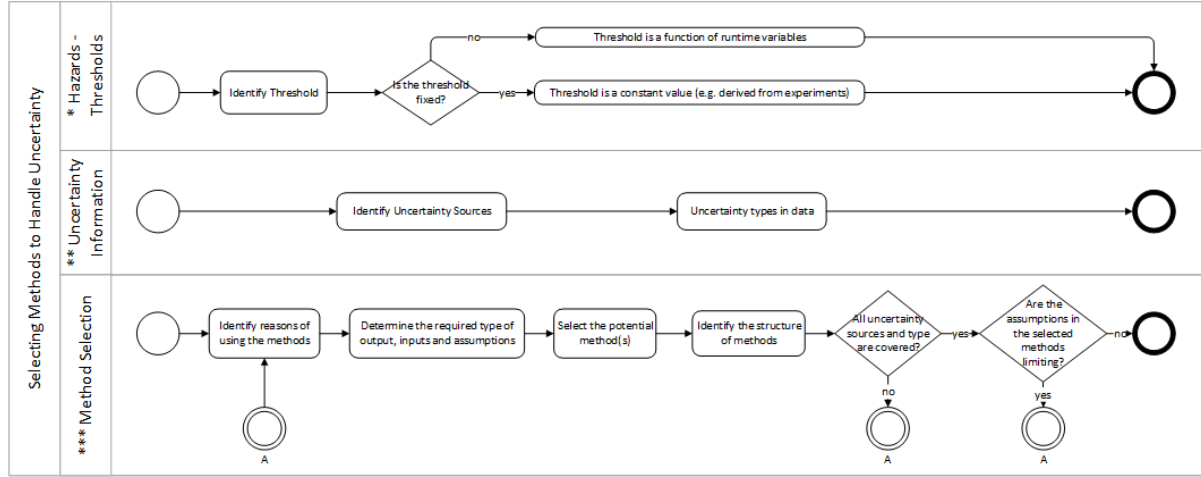 Selecting Methods to Handle Uncertainty
* Hazards -
Thresholds
Identify Threshold
Is the threshold
fixed?
no
Threshold is a function of runtime variables
yes
Threshold is a constant value (e.g. derived from experiments)
** Uncertainty
Information
Identify Uncertainty Sources
Uncertainty types in data
*** Method Selection
Identify reasons of
using the methods
Determine the required type of
output, inputs and assumptions
Select the potential
method(s)
Identify the structure
of methods
All uncertainty
sources and type
are covered?
yes
Are the
assumptions in
the selected
methods
limiting?
no
no
yes
A
A
A